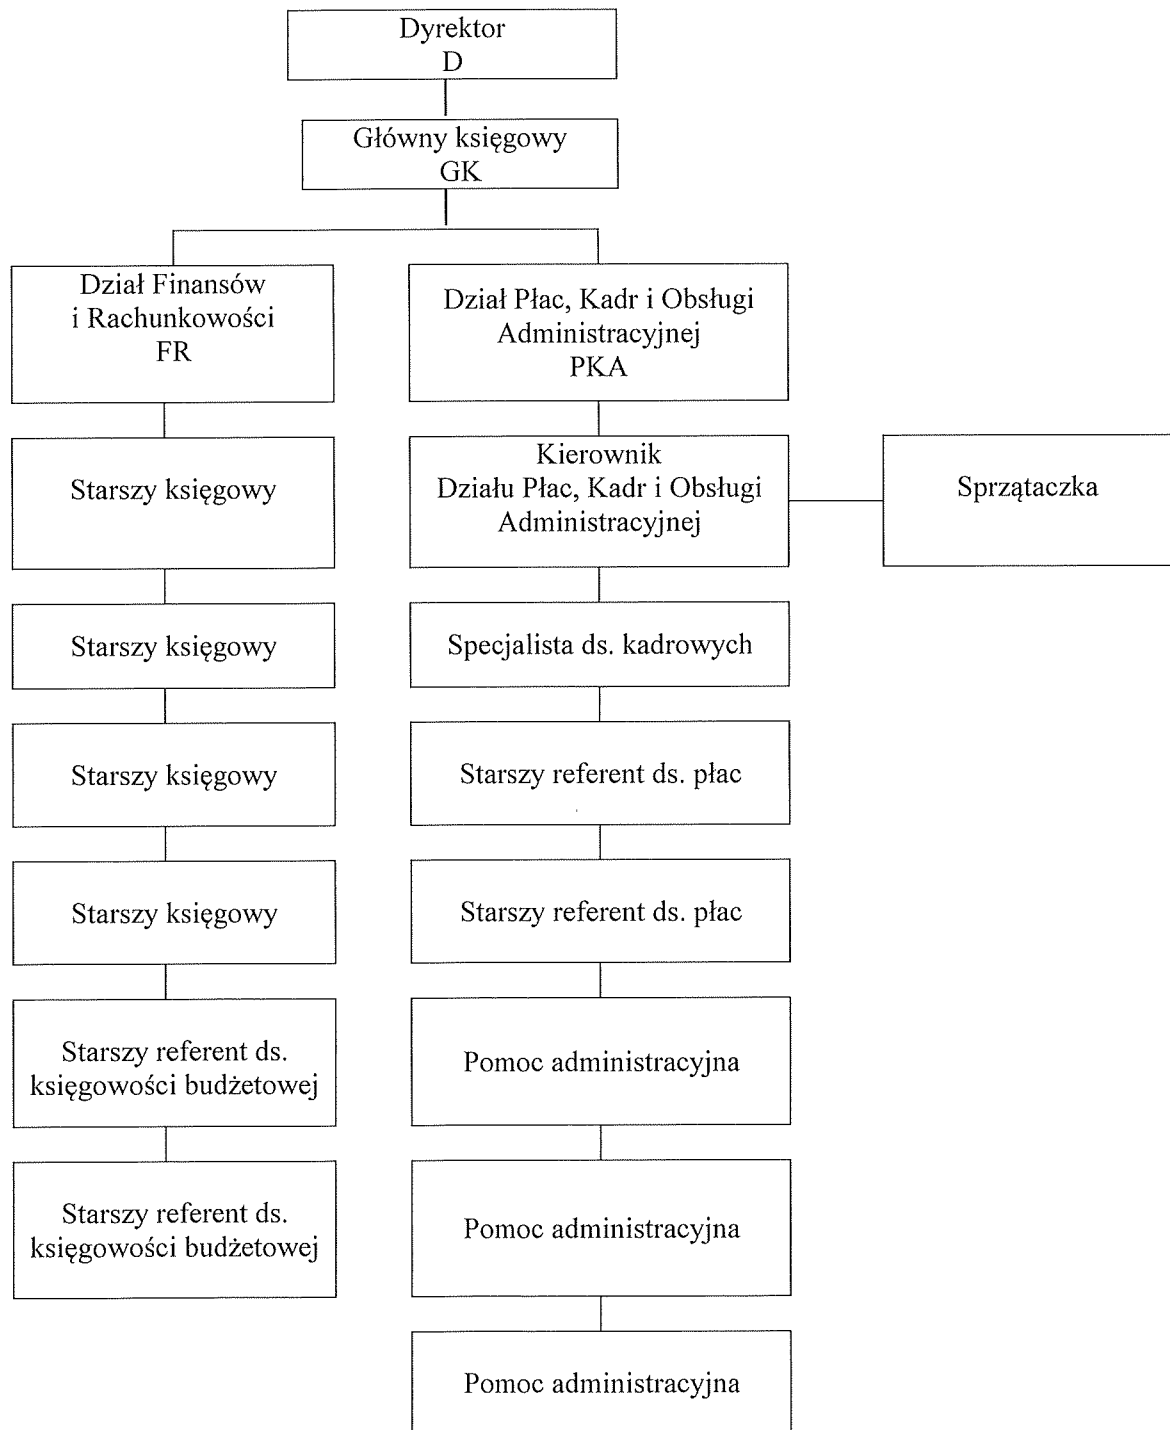 Dyrektor
D
Główny księgowy
GK
Dział Finansów
i Rachunkowości
FR
Dział Płac, Kadr i Obsługi
Administracyjnej
PKA
Starszy księgowy
Kierownik
Działu Płac, Kadr i Obsługi
Administracyjnej
Sprzątaczka
Starszy księgowy
Specjalista ds. kadrowych
Starszy księgowy
Starszy referent ds. płac
Starszy księgowy
Starszy referent ds. płac
Starszy referent ds.
księgowości budżetowej
Pomoc administracyjna
Starszy referent ds.
księgowości budżetowej
Pomoc administracyjna
Pomoc administracyjna